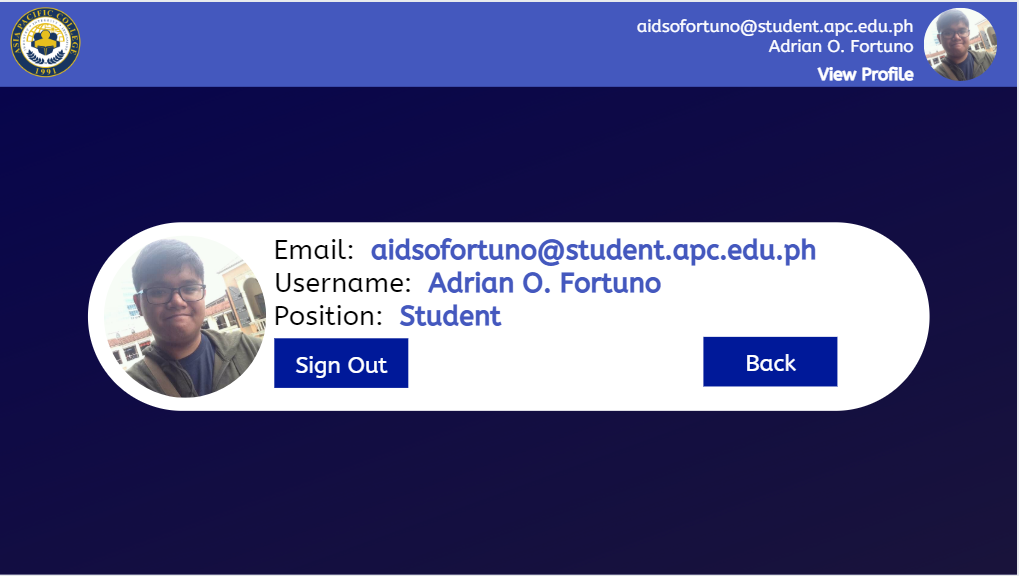 ASIA PACIFIC COLLEGE
1991
aidsofortuno@student.apc.edu.ph
Adrian O. Fortuno
View Profile
Email: aidsofortuno@student.apc.edu.ph
Username: Adrian O. Fortuno
Position: Student
Sign Out
Back